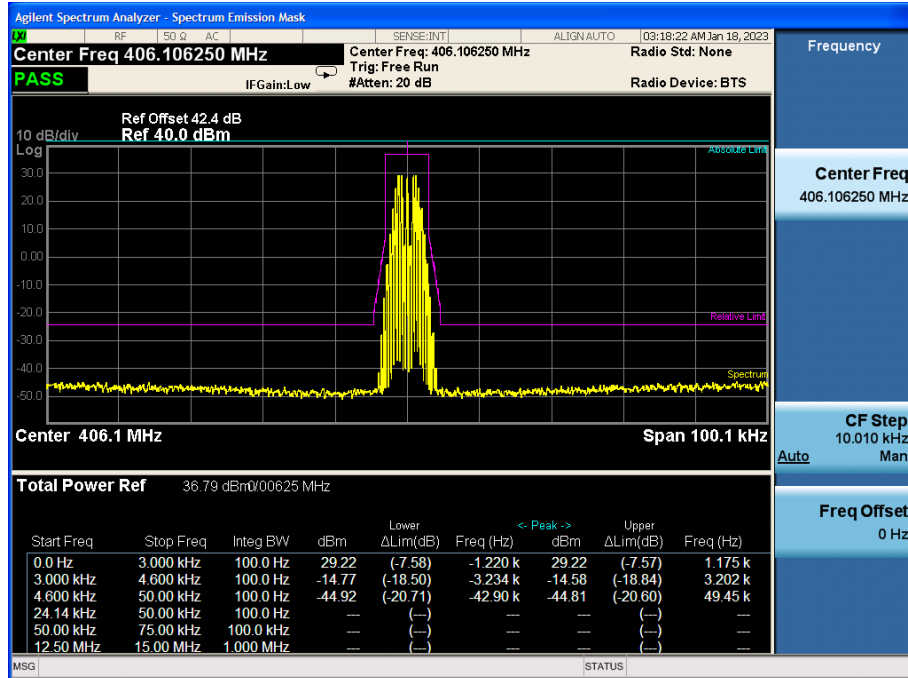 Agilent Spectrum Analyzer - Spectrum Emission Mask
LXI RF 50 Ω AC SENSE:INT ALIGN AUTO 03:18:22 AM Jan 18, 2023
Center Freq 406.106250 MHz
PASS
IFGain:Low
Center Freq: 406.106250 MHz
Trig: Free Run
#Atten: 20 dB
Radio Std: None
Radio Device: BTS
Ref Offset 42.4 dB
10 dB/div Ref 40.0 dBm
Log
Absolute Limit
30.0
20.0
10.0
0.00
-10.0
-20.0
Relative Limit
-30.0
-40.0
Spectrum
-50.0
Center 406.1 MHz Span 100.1 kHz
Total Power Ref 36.79 dBm/0.00625 MHz
Lower <- Peak -> Upper
Start Freq Stop Freq Integ BW dBm ΔLim(dB) Freq (Hz) dBm ΔLim(dB) Freq (Hz)
0.0 Hz 3.000 kHz 100.0 Hz 29.22 (-7.58) -1.220 k 29.22 (-7.57) 1.175 k
3.000 kHz 4.600 kHz 100.0 Hz -14.77 (-18.50) -3.234 k -14.58 (-18.84) 3.202 k
4.600 kHz 50.00 kHz 100.0 Hz -44.92 (-20.71) -42.90 k -44.81 (-20.60) 49.45 k
24.14 kHz 50.00 kHz 100.0 Hz --- (---) --- --- (---) ---
50.00 kHz 75.00 kHz 100.0 kHz --- (---) --- --- (---) ---
12.50 MHz 15.00 MHz 1.000 MHz --- (---) --- --- (---) ---
MSG STATUS
Frequency
Center Freq
406.106250 MHz
CF Step
10.010 kHz
Auto Man
Freq Offset
0 Hz